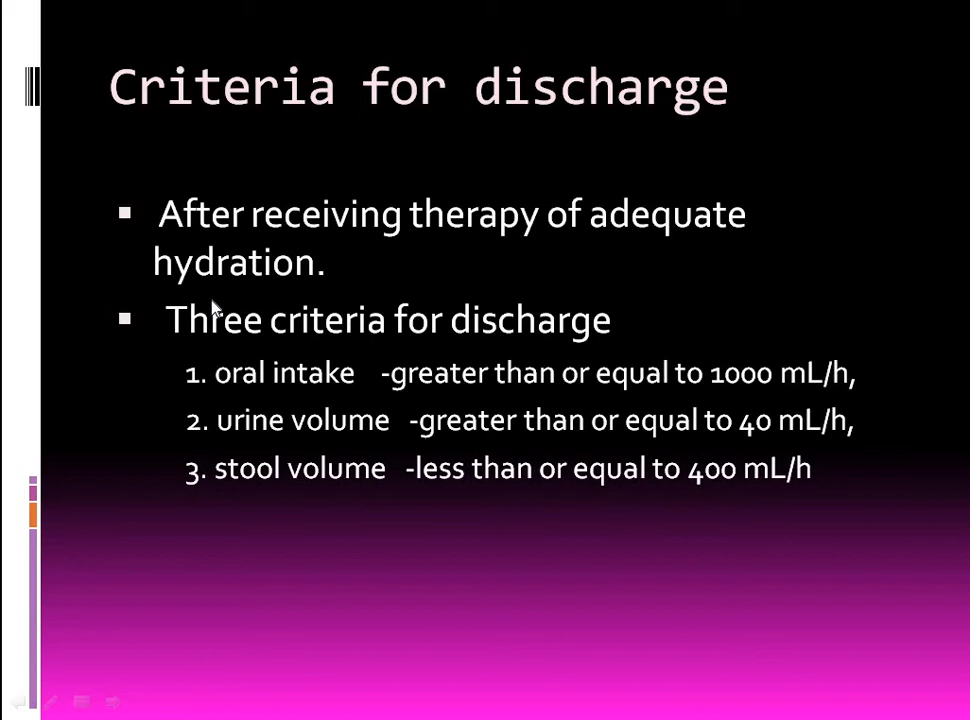 Criteria for discharge
▪ After receiving therapy of adequate
hydration.
▪ Three criteria for discharge
1. oral intake -greater than or equal to 1000 mL/h,
2. urine volume -greater than or equal to 40 mL/h,
3. stool volume -less than or equal to 400 mL/h